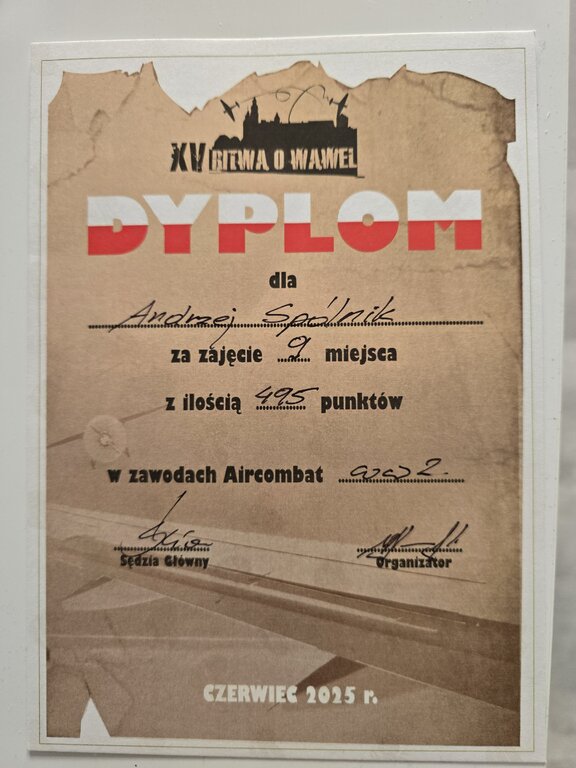 XV BITWA O WAWEL
DYPLOM
dla
Andrzej Spólnik
za zajęcie 9 miejsca
z ilością 495 punktów
w zawodach Aircombat ww2.
Sędzia Główny
Organizator
CZERWIEC 2025 r.